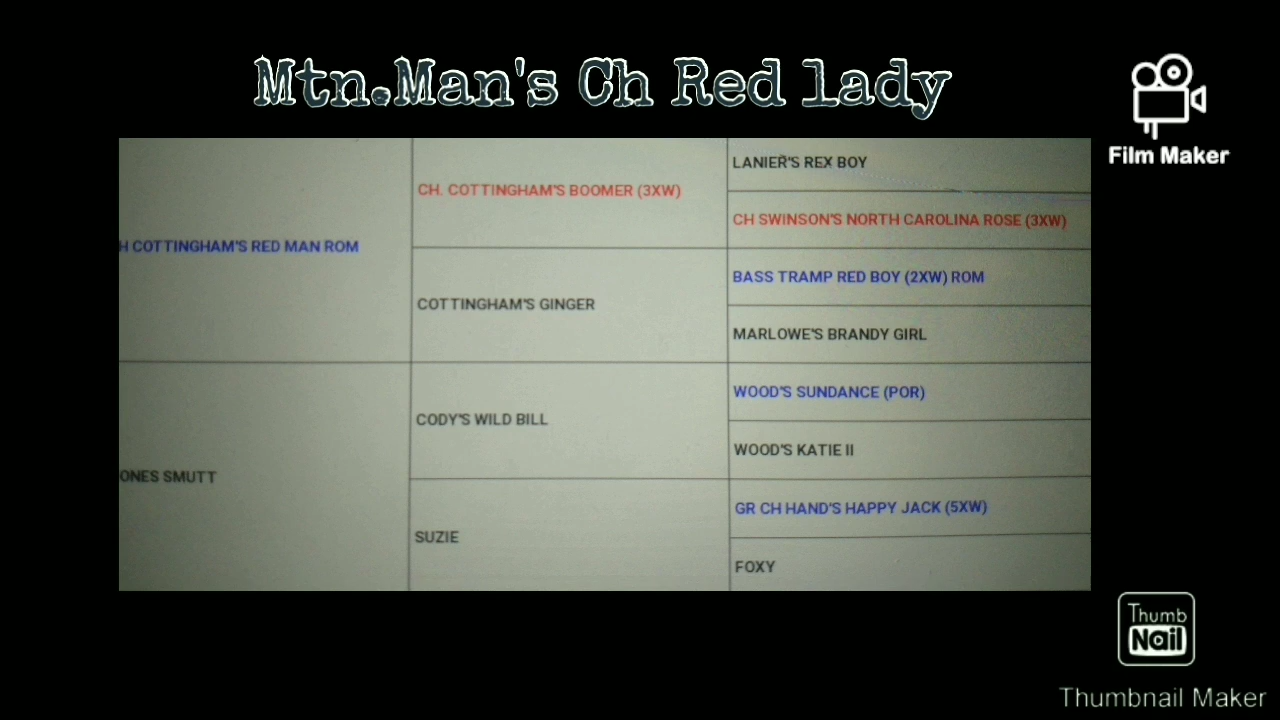 Mtn.Man's Ch Red lady
Film Maker
LANIER'S REX BOY
CH. COTTINGHAM'S BOOMER (3XW)
CH SWINSON'S NORTH CAROLINA ROSE (3XW)
H COTTINGHAM'S RED MAN ROM
BASS TRAMP RED BOY (2XW) ROM
COTTINGHAM'S GINGER
MARLOWE'S BRANDY GIRL
WOOD'S SUNDANCE (POR)
CODY'S WILD BILL
WOOD'S KATIE II
ONES SMUTT
GR CH HAND'S HAPPY JACK (5XW)
SUZIE
FOXY
Thumb
Nail
Thumbnail Maker